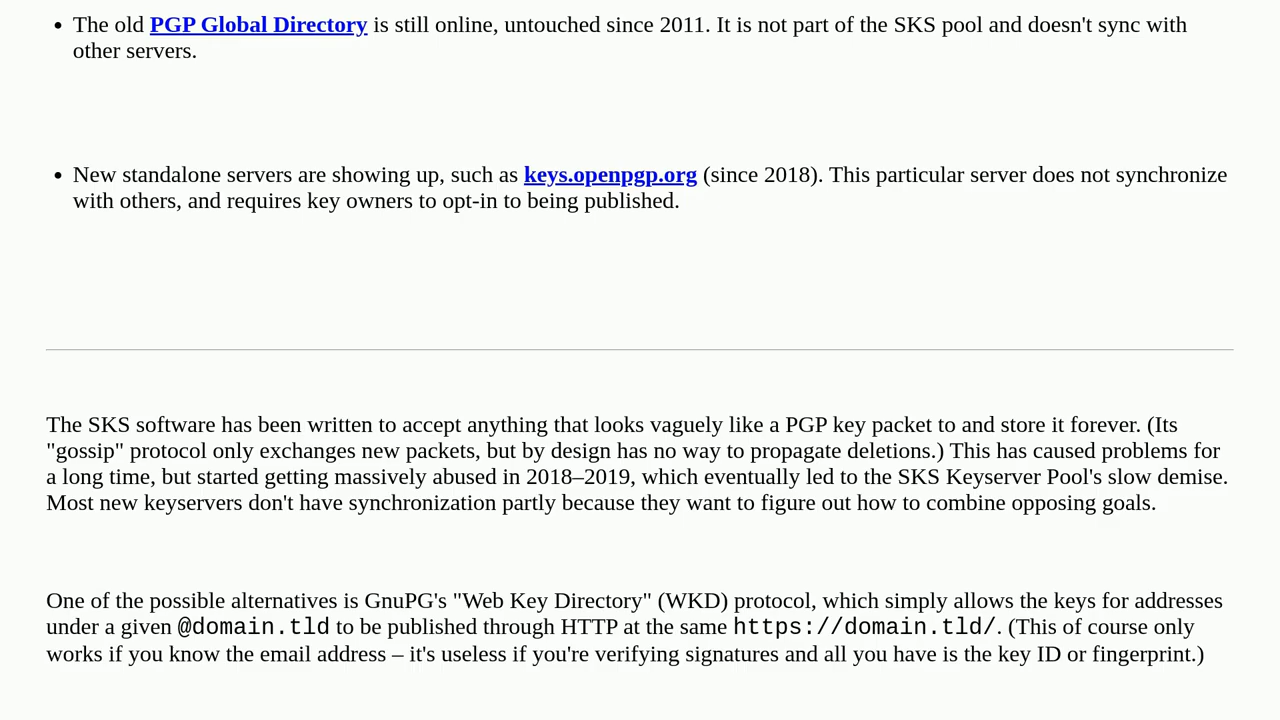 The old PGP Global Directory is still online, untouched since 2011. It is not part of the SKS pool and doesn't sync with
other servers.
New standalone servers are showing up, such as keys.openpgp.org (since 2018). This particular server does not synchronize
with others, and requires key owners to opt-in to being published.
The SKS software has been written to accept anything that looks vaguely like a PGP key packet to and store it forever. (Its
"gossip" protocol only exchanges new packets, but by design has no way to propagate deletions.) This has caused problems for
a long time, but started getting massively abused in 2018–2019, which eventually led to the SKS Keyserver Pool's slow demise.
Most new keyservers don't have synchronization partly because they want to figure out how to combine opposing goals.
One of the possible alternatives is GnuPG's "Web Key Directory" (WKD) protocol, which simply allows the keys for addresses
under a given @domain.tld to be published through HTTP at the same https://domain.tld/. (This of course only
works if you know the email address – it's useless if you're verifying signatures and all you have is the key ID or fingerprint.)